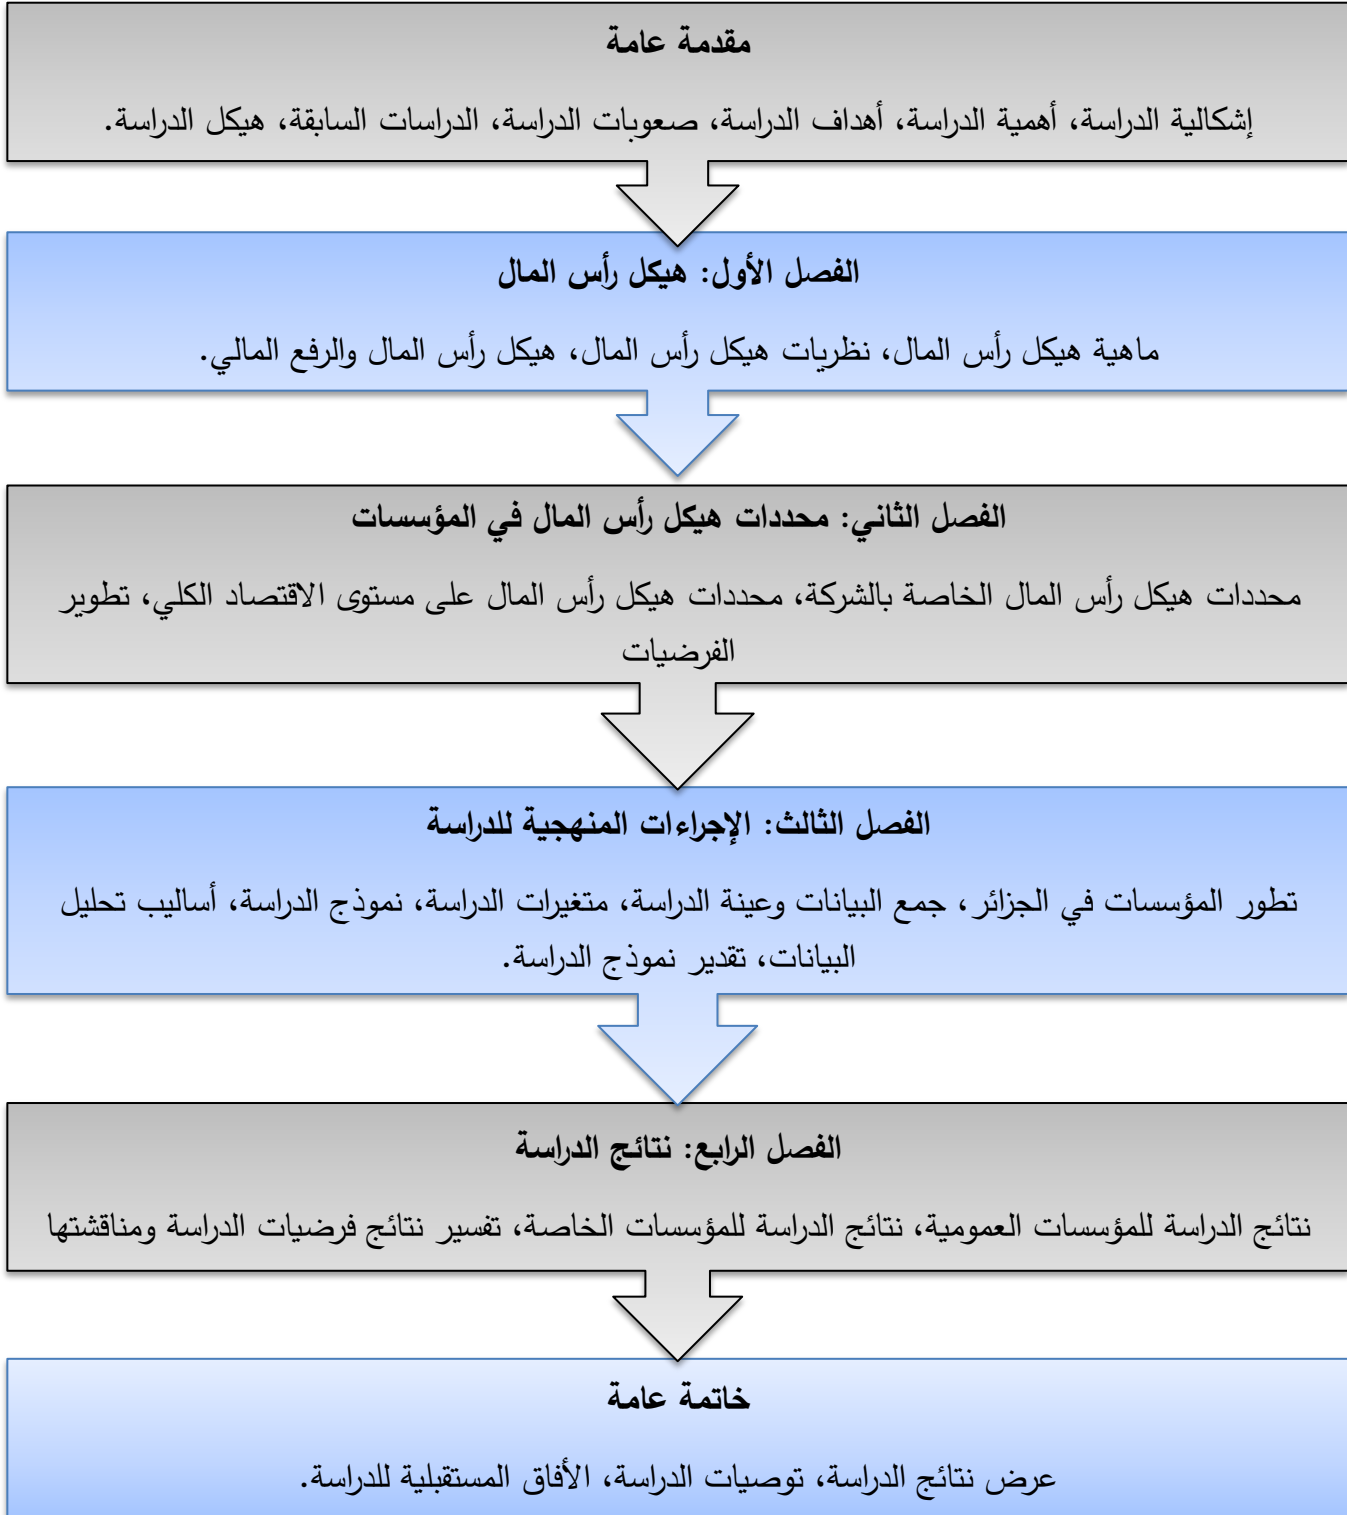 مقدمة عامة
إشكالية الدراسة، أهمية الدراسة، أهداف الدراسة، صعوبات الدراسة، الدراسات السابقة، هيكل الدراسة.
الفصل الأول: هيكل رأس المال
ماهية هيكل رأس المال، نظريات هيكل رأس المال، هيكل رأس المال والرفع المالي.
الفصل الثاني: محددات هيكل رأس المال في المؤسسات
محددات هيكل رأس المال الخاصة بالشركة، محددات هيكل رأس المال على مستوى الاقتصاد الكلي، تطوير
الفرضيات
الفصل الثالث: الإجراءات المنهجية للدراسة
تطور المؤسسات في الجزائر، جمع البيانات وعينة الدراسة، متغيرات الدراسة، نموذج الدراسة، أساليب تحليل
البيانات، تقدير نموذج الدراسة.
الفصل الرابع: نتائج الدراسة
نتائج الدراسة للمؤسسات العمومية، نتائج الدراسة للمؤسسات الخاصة، تفسير نتائج فرضيات الدراسة ومناقشتها
خاتمة عامة
عرض نتائج الدراسة، توصيات الدراسة، الأفاق المستقبلية للدراسة.